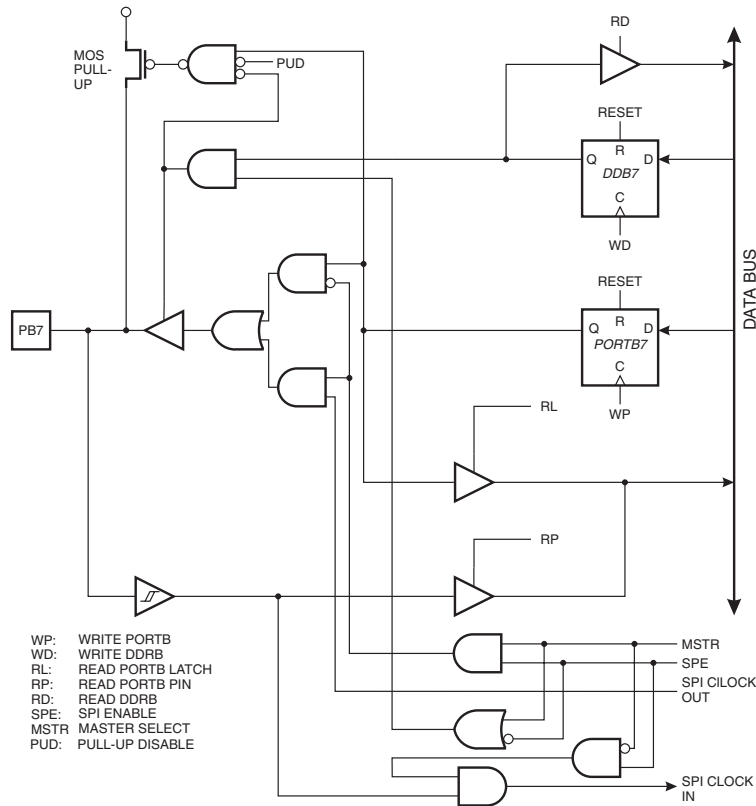 RD
MOS
PULL-
UP
PUD
RESET
R
Q
D
DDB7
C
WD
DATA BUS
RESET
R
Q
D
PORTB7
C
WP
PB7
RL
RP
MSTR
SPE
SPI CILOCK
OUT
SPI CLOCK
IN
WP: WRITE PORTB
WD: WRITE DDRB
RL: READ PORTB LATCH
RP: READ PORTB PIN
RD: READ DDRB
SPE: SPI ENABLE
MSTR MASTER SELECT
PUD: PULL-UP DISABLE